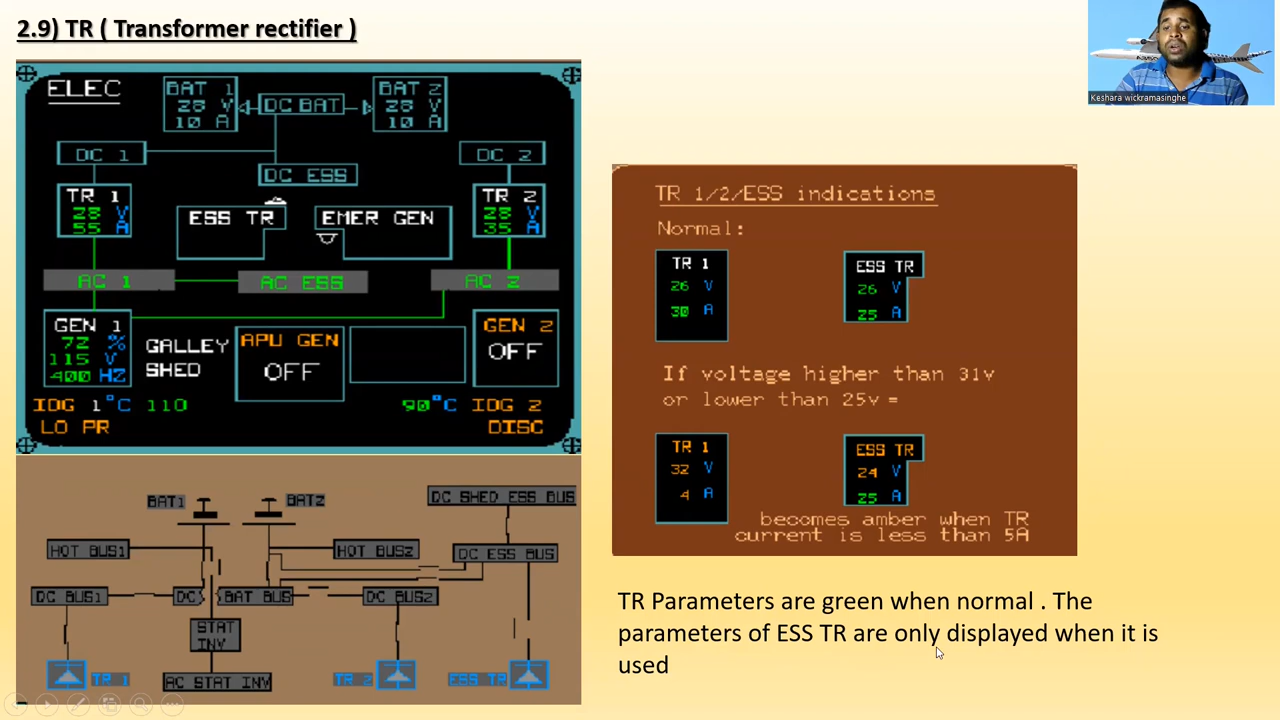 2.9) TR ( Transformer rectifier )
Keshara wickramasinghe
ELEC
BAT 1
28 V
10 A
DC BAT
BAT 2
28 V
10 A
DC 1
DC 2
DC ESS
TR 1
28 V
55 A
ESS TR
EMER GEN
TR 2
28 V
35 A
AC 1
AC ESS
AC 2
GEN 1
72 %
115 V
400 HZ
GALLEY
SHED
APU GEN
OFF
GEN 2
OFF
IDG 1 °C 110
90°C IDG 2
LO PR
DISC
BAT1
BAT2
DC SHED ESS BUS
HOT BUS1
HOT BUS2
DC ESS BUS
DC BUS1
DC
BAT BUS
DC BUS2
STAT
INV
TR 1
AC STAT INV
TR 2
ESS TR
TR 1/2/ESS indications
Normal:
TR 1
26 V
30 A
ESS TR
26 V
25 A
If voltage higher than 31v
or lower than 25v =
TR 1
32 V
4 A
ESS TR
24 V
25 A
becomes amber when TR
current is less than 5A
TR Parameters are green when normal . The
parameters of ESS TR are only displayed when it is
used